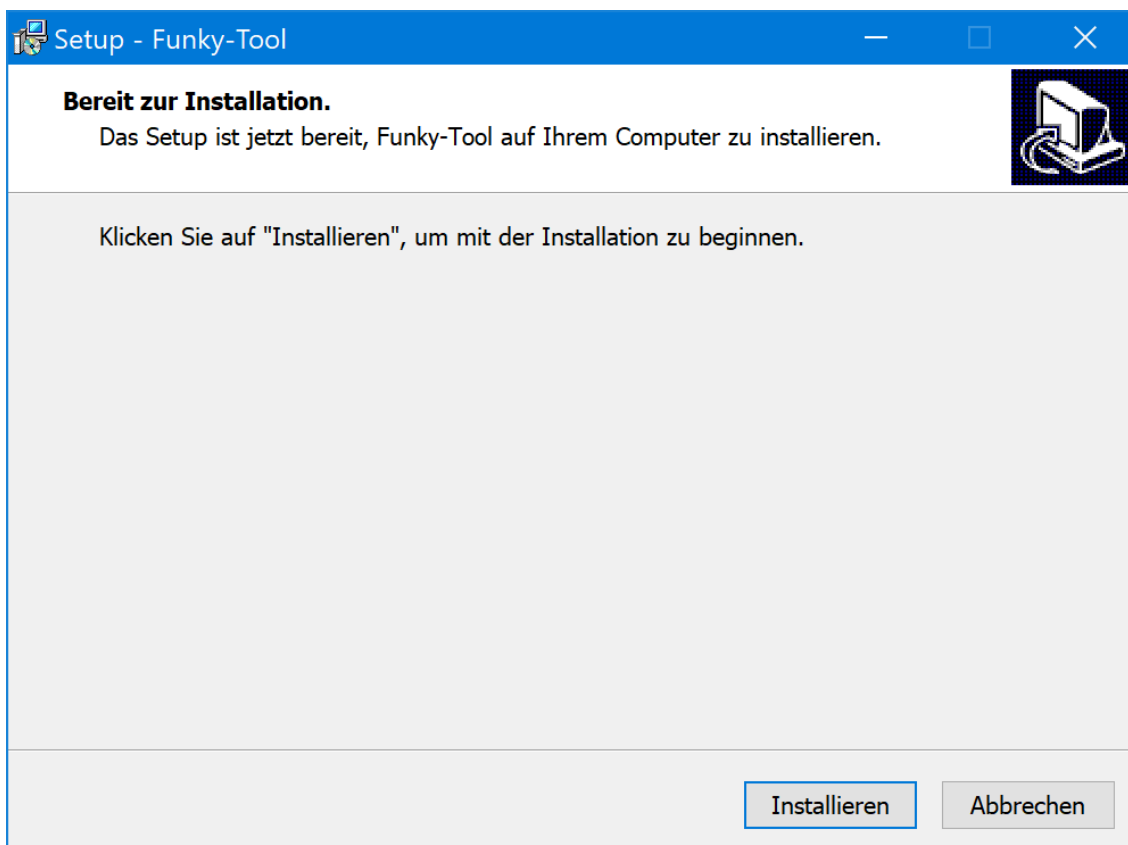 Setup - Funky-Tool
Bereit zur Installation.
Das Setup ist jetzt bereit, Funky-Tool auf Ihrem Computer zu installieren.
Klicken Sie auf "Installieren", um mit der Installation zu beginnen.
Installieren Abbrechen